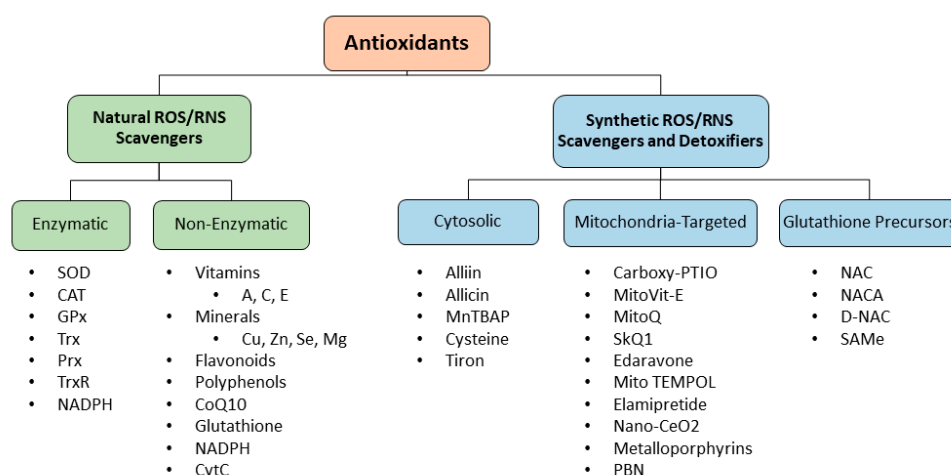 Antioxidants
Natural ROS/RNS
Scavengers
Synthetic ROS/RNS
Scavengers and Detoxifiers
Enzymatic
Non-Enzymatic
Cytosolic
Mitochondria-Targeted
Glutathione Precursors
• SOD
• CAT
• GPx
• Trx
• Prx
• TrxR
• NADPH
• Vitamins
• A, C, E
• Minerals
• Cu, Zn, Se, Mg
• Flavonoids
• Polyphenols
• CoQ10
• Glutathione
• NADPH
• CytC
• Alliin
• Allicin
• MnTBAP
• Cysteine
• Tiron
• Carboxy-PTIO
• MitoVit-E
• MitoQ
• SkQ1
• Edaravone
• Mito TEMPOL
• Elamipretide
• Nano-CeO2
• Metalloporphyrins
• PBN
• NAC
• NACA
• D-NAC
• SAMe